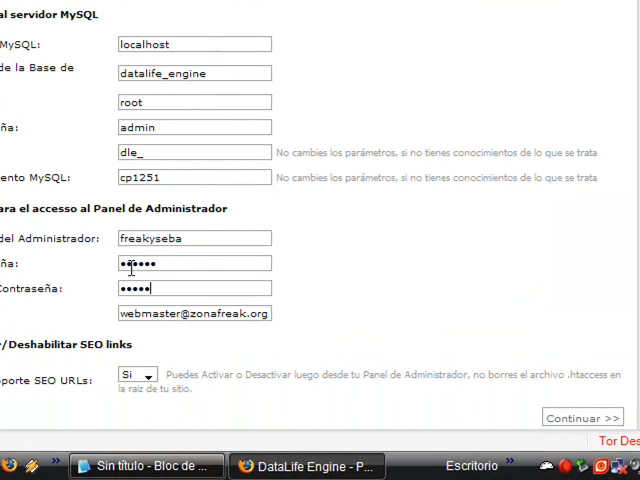 al servidor MySQL
MySQL: localhost
de la Base de
datalife_engine
root
ña: admin
dle_ No cambies los parámetros, si no tienes conocimientos de lo que se trata
ento MySQL: cp1251 No cambies los parámetros, si no tienes conocimientos de lo que se trata
ara el accesso al Panel de Administrador
del Administrador: freakyseba
ña: ••••••
Contraseña: •••••
webmaster@zonafreak.org
r/Deshabilitar SEO links
porte SEO URLs: Si Puedes Activar o Desactivar luego desde tu Panel de Administrador, no borres el archivo .htaccess en
la raiz de tu sitio.
Continuar >>
Tor Des
» Sin título - Bloc de ... DataLife Engine - P... Escritorio »